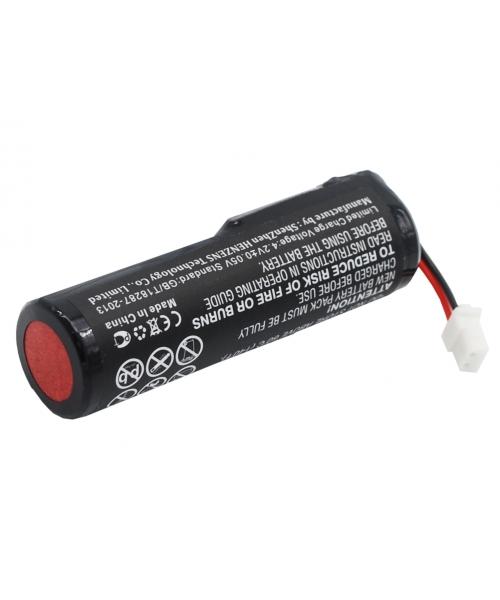 ATTENTION!
NEW BATTERY PACK MUST BE FULLY
CHARGED BEFORE USE.
TO REDUCE RISK OF FIRE OR BURNS
READ INSTRUCTIONS IN OPERATING GUIDE
BEFORE USING THE BATTERY.
Manufacture by: ShenZhen HENZENS Technology Co., Limited
Limited Charge Voltage:4.2V±0.05V Standard:GB/T18287-2013
Made in China
Pb